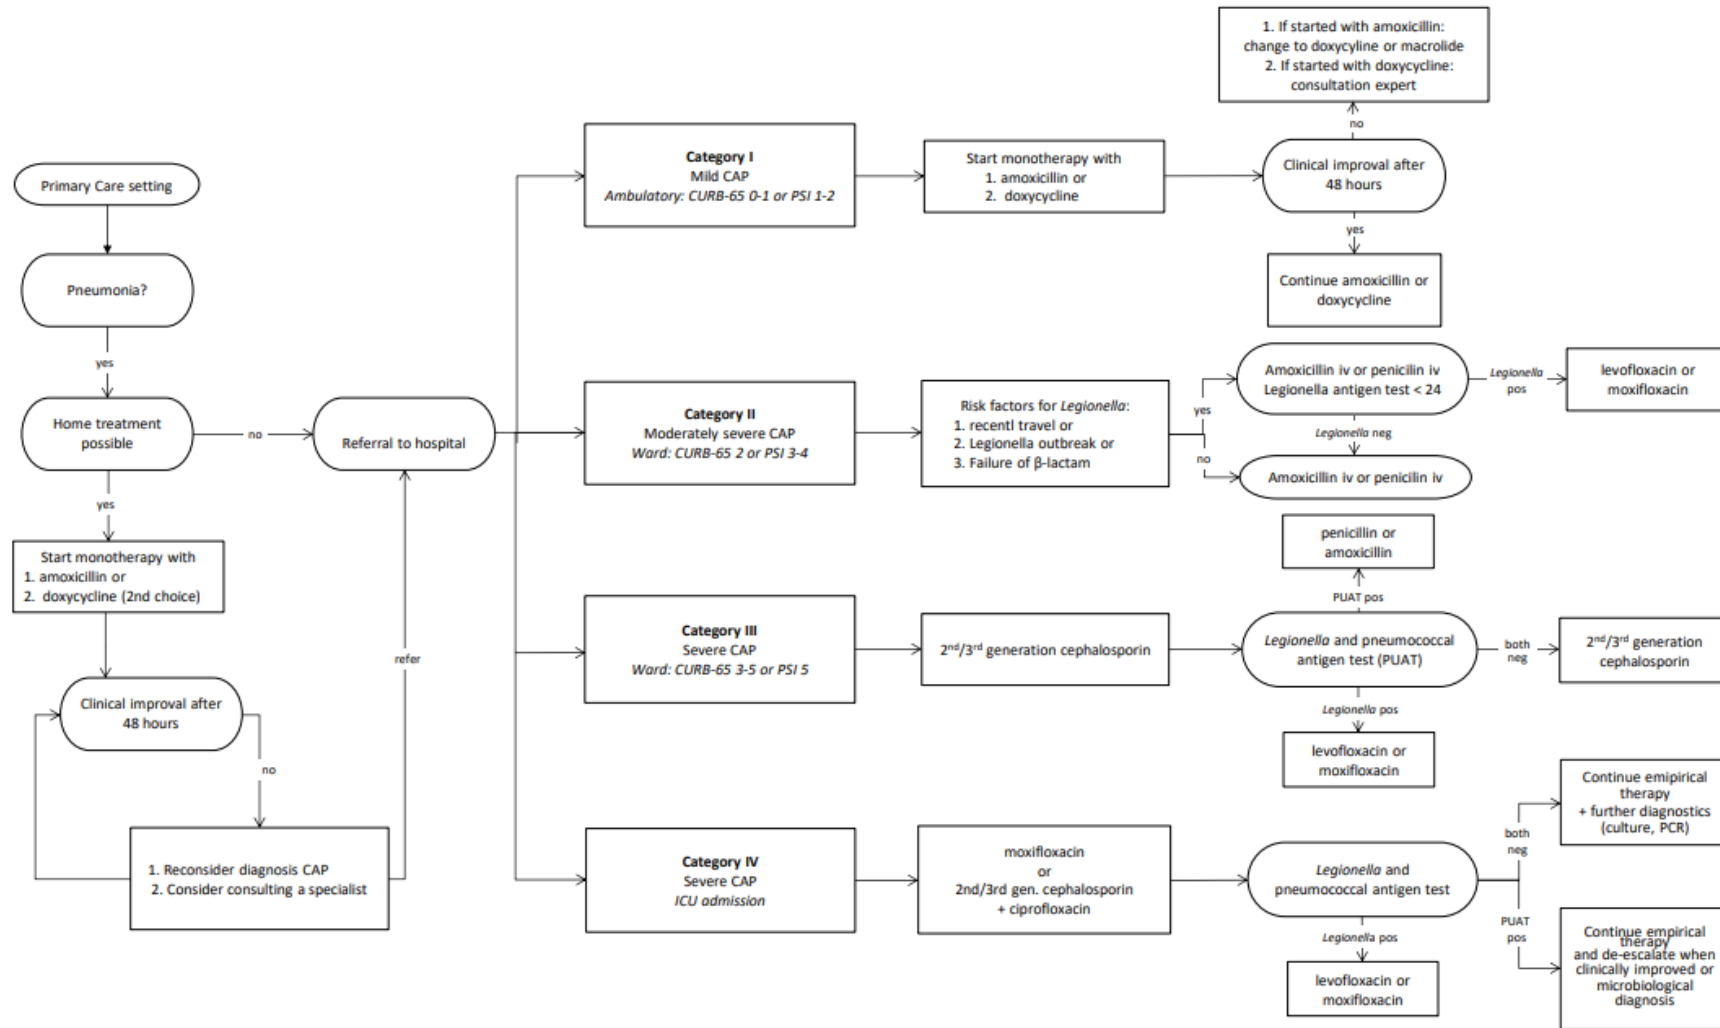 Primary Care setting
Pneumonia?
yes
Home treatment
possible
no
yes
Start monotherapy with
1. amoxicillin or
2. doxycycline (2nd choice)
Clinical improval after
48 hours
no
1. Reconsider diagnosis CAP
2. Consider consulting a specialist
refer
Referral to hospital
Category I
Mild CAP
Ambulatory: CURB-65 0-1 or PSI 1-2
Start monotherapy with
1. amoxicillin or
2. doxycycline
Clinical improval after
48 hours
no
1. If started with amoxicillin:
change to doxycyline or macrolide
2. If started with doxycycline:
consultation expert
yes
Continue amoxicillin or
doxycycline
Category II
Moderately severe CAP
Ward: CURB-65 2 or PSI 3-4
Risk factors for Legionella:
1. recentl travel or
2. Legionella outbreak or
3. Failure of β-lactam
yes
no
Amoxicillin iv or penicilin iv
Legionella antigen test < 24
Legionella
pos
levofloxacin or
moxifloxacin
Legionella neg
Amoxicillin iv or penicilin iv
Category III
Severe CAP
Ward: CURB-65 3-5 or PSI 5
2nd/3rd generation cephalosporin
Legionella and pneumococcal
antigen test (PUAT)
PUAT pos
penicillin or
amoxicillin
both
neg
2nd/3rd generation
cephalosporin
Legionella pos
levofloxacin or
moxifloxacin
Category IV
Severe CAP
ICU admission
moxifloxacin
or
2nd/3rd gen. cephalosporin
+ ciprofloxacin
Legionella and
pneumococcal antigen test
both
neg
Continue emipirical
therapy
+ further diagnostics
(culture, PCR)
PUAT
pos
Continue empirical
therapy
and de-escalate when
clinically improved or
microbiological
diagnosis
Legionella pos
levofloxacin or
moxifloxacin